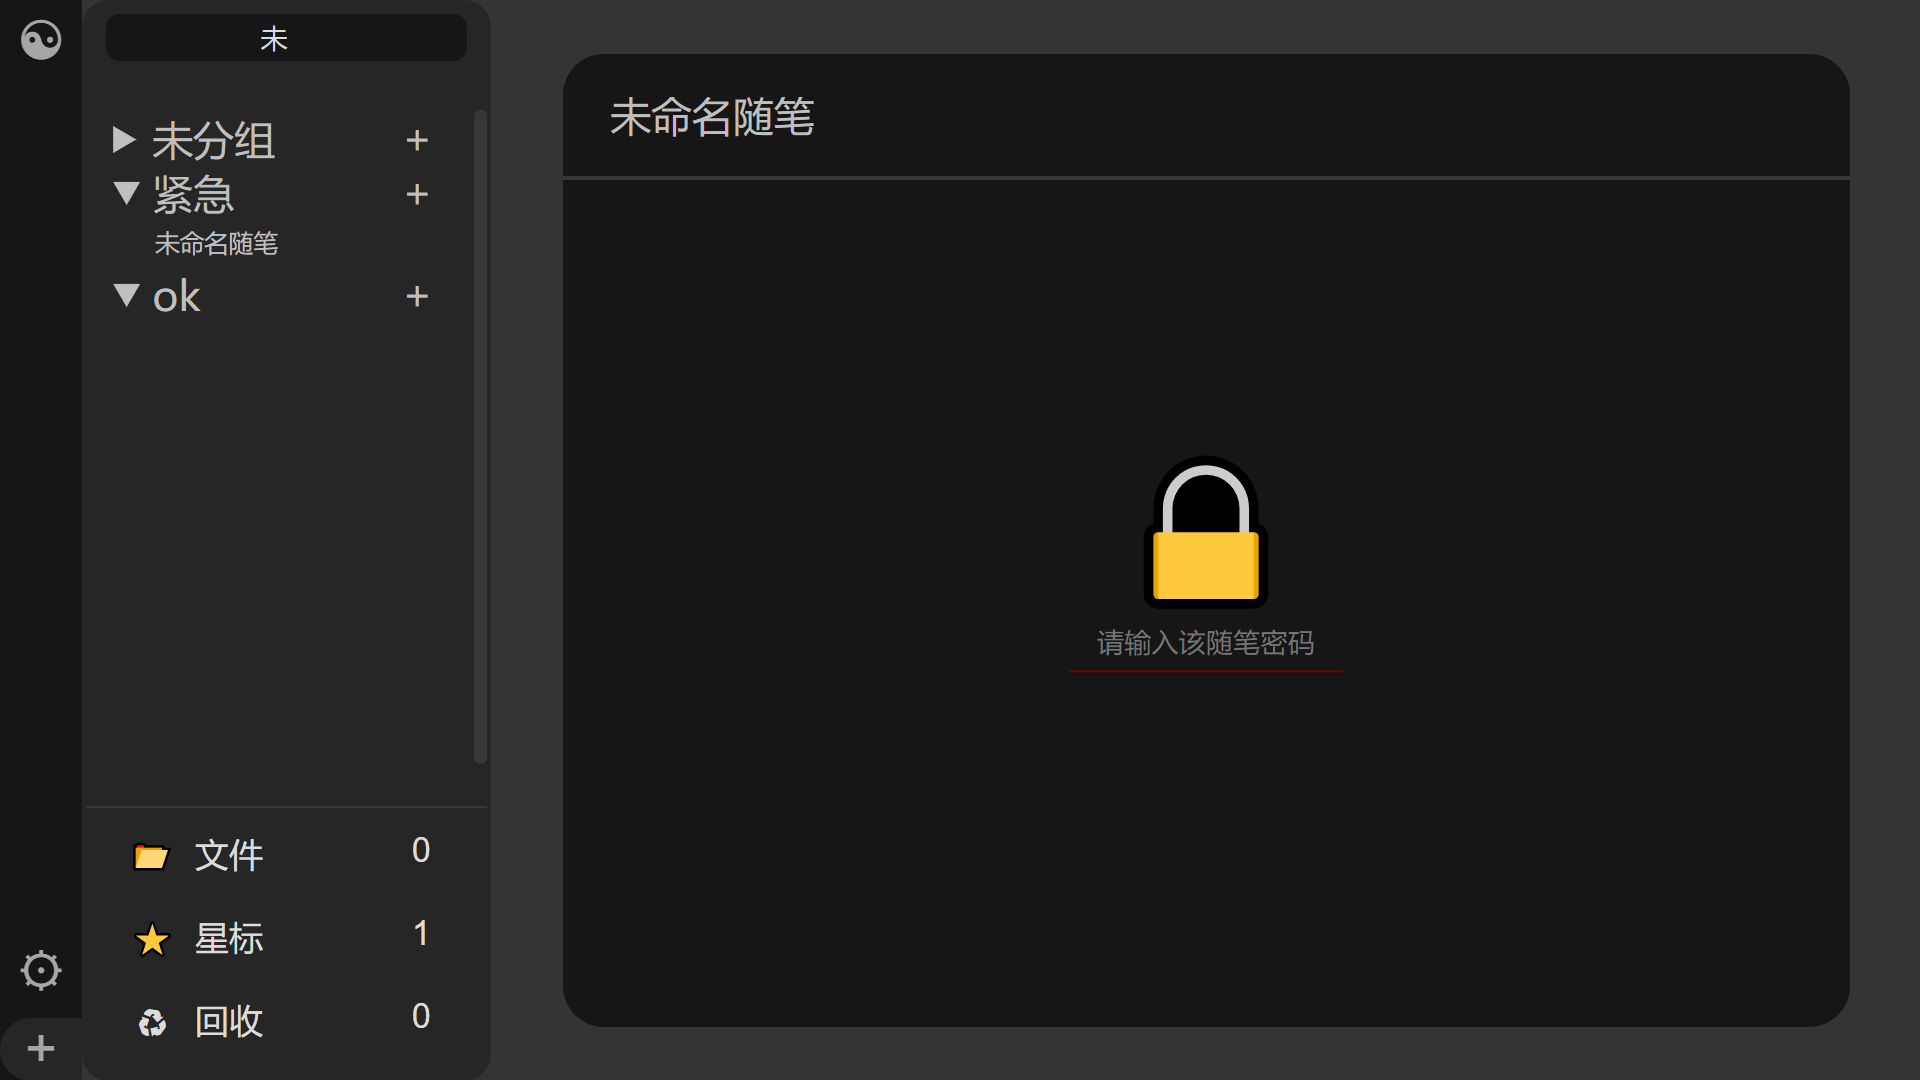 未
未分组 +
紧急 +
未命名随笔
ok +
文件 0
星标 1
回收 0
+
未命名随笔
请输入该随笔密码